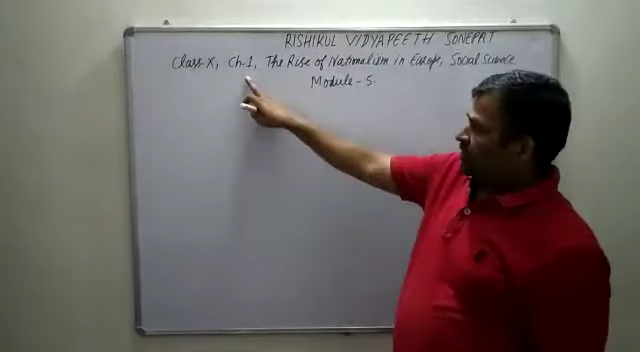 RISHIKUL VIDYAPEETH SONEPAT
Class-X, Ch-1, The Rise of Nationalism in Europe, Social Science
Module-5.